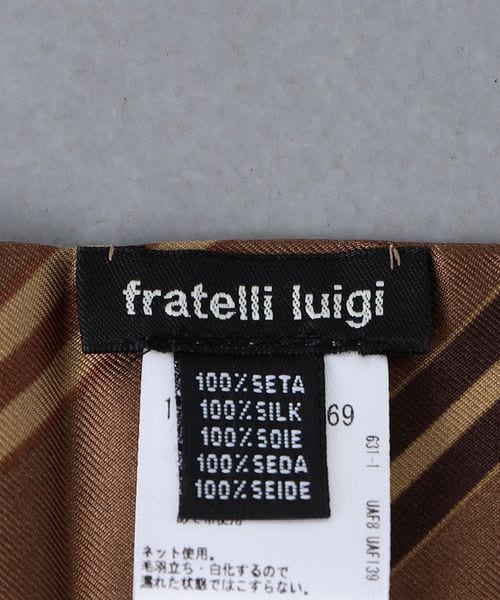 fratelli luigi
100%SETA
100%SILK
100%SOIE
100%SEDA
100%SEIDE
1
69
631-1 UAF8 UAF139
ネット使用。
毛羽立ち・白化するので
濡れた状態ではこすらない。